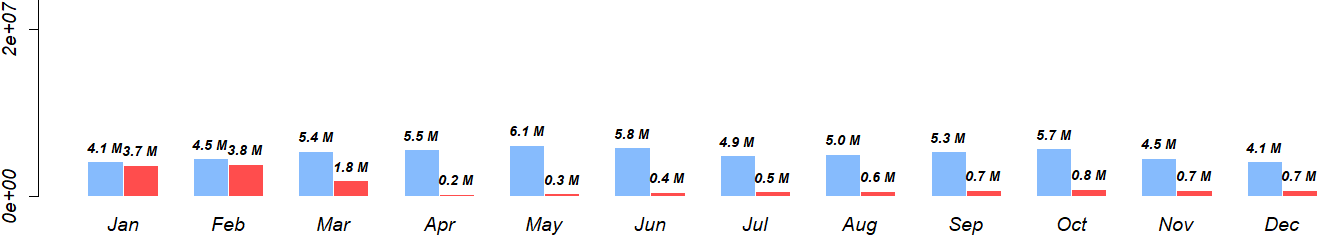 2e+07
0e+00
4.1 M 3.7 M 4.5 M 3.8 M 5.4 M 1.8 M 5.5 M 0.2 M 6.1 M 0.3 M 5.8 M 0.4 M 4.9 M 0.5 M 5.0 M 0.6 M 5.3 M 0.7 M 5.7 M 0.8 M 4.5 M 0.7 M 4.1 M 0.7 M
Jan Feb Mar Apr May Jun Jul Aug Sep Oct Nov Dec